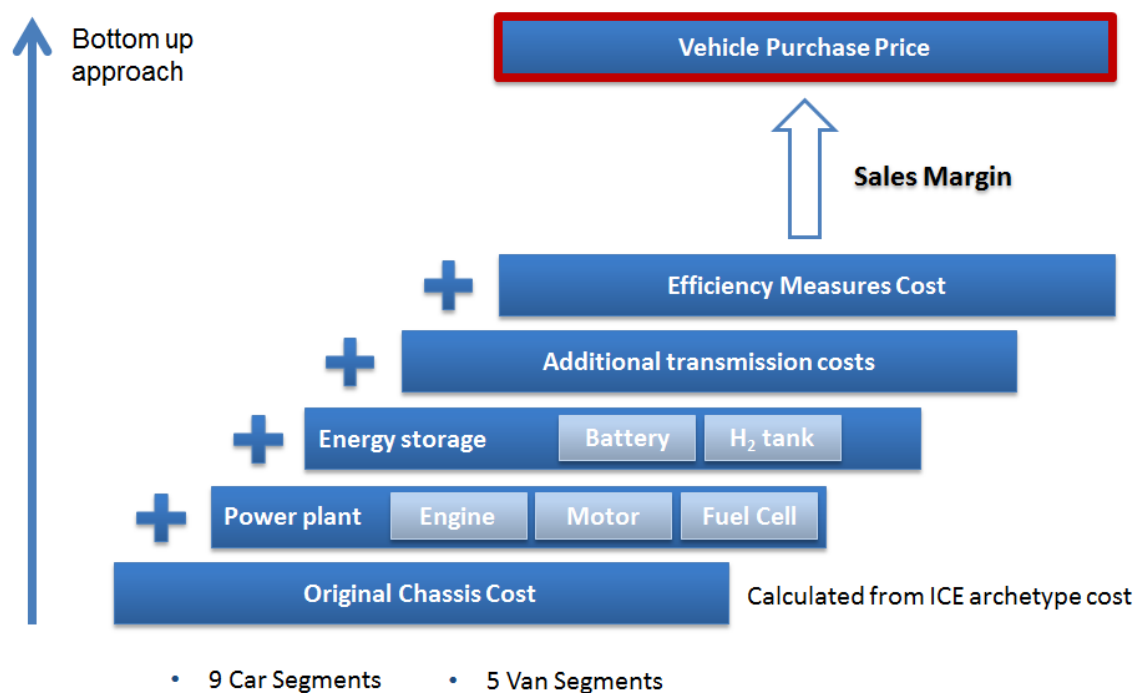 Bottom up
approach
Vehicle Purchase Price
Sales Margin
Efficiency Measures Cost
Additional transmission costs
Energy storage Battery H₂ tank
Power plant Engine Motor Fuel Cell
Original Chassis Cost Calculated from ICE archetype cost
• 9 Car Segments • 5 Van Segments